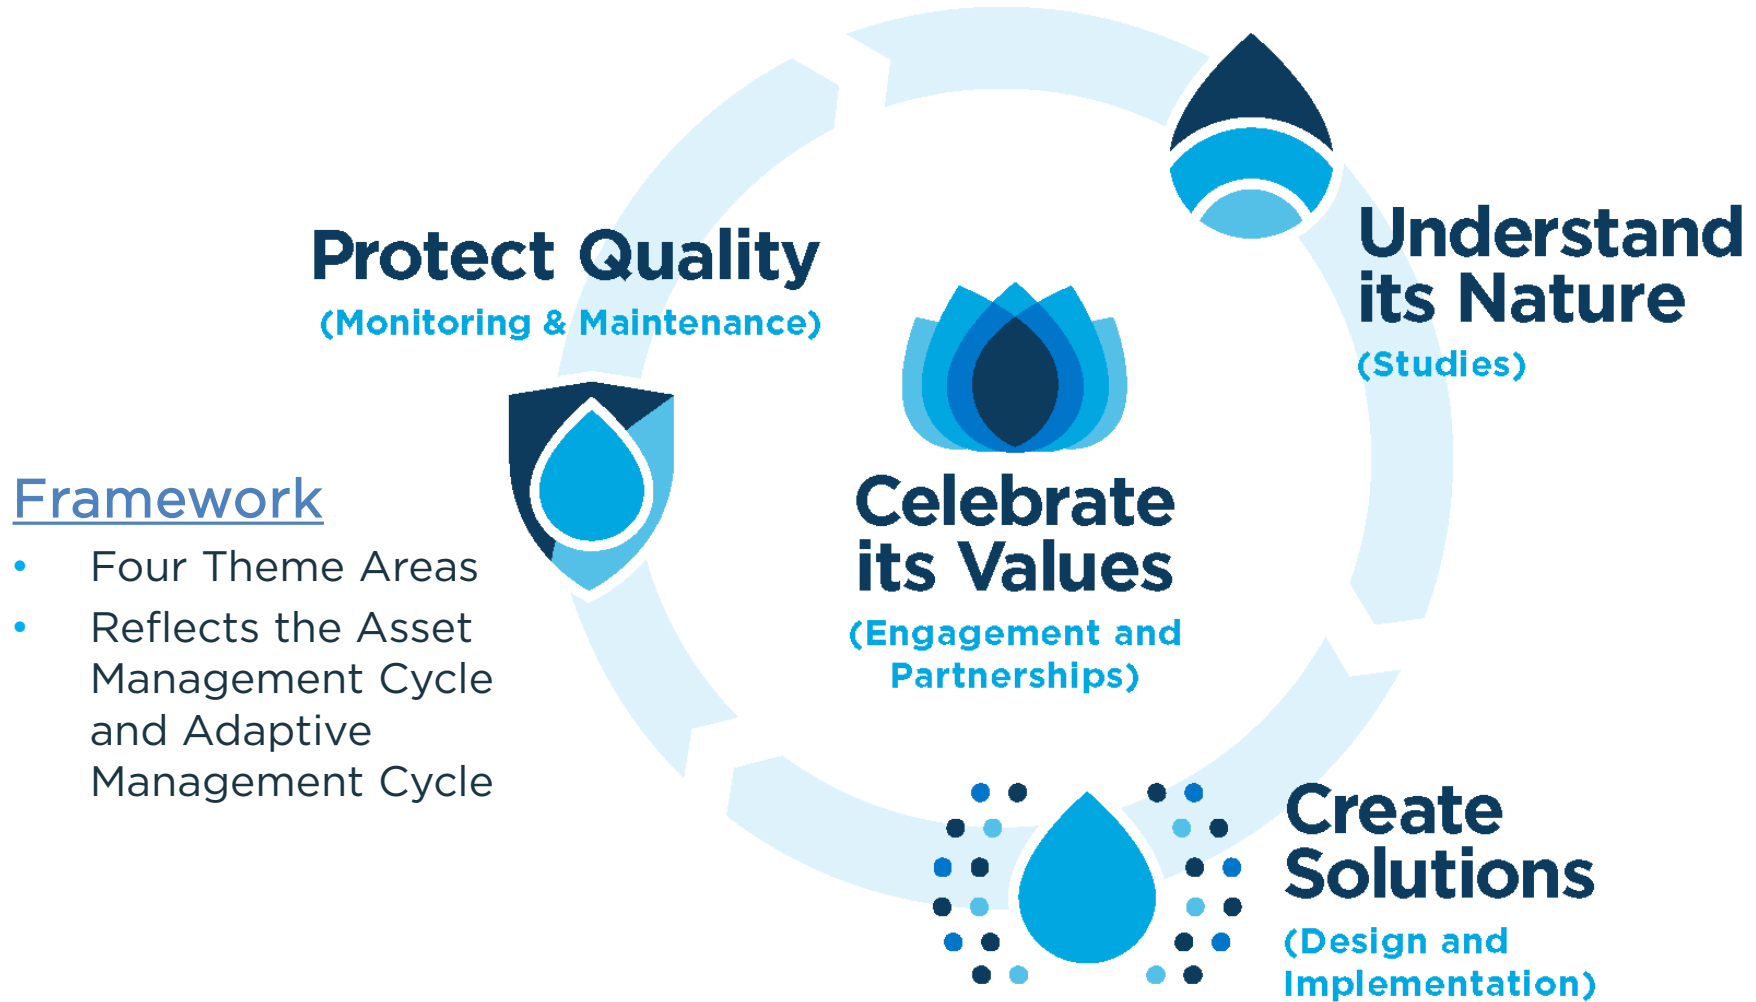 Protect Quality
(Monitoring & Maintenance)
Understand
its Nature
(Studies)
Celebrate
its Values
(Engagement and
Partnerships)
Framework
• Four Theme Areas
• Reflects the Asset
Management Cycle
and Adaptive
Management Cycle
Create
Solutions
(Design and
Implementation)